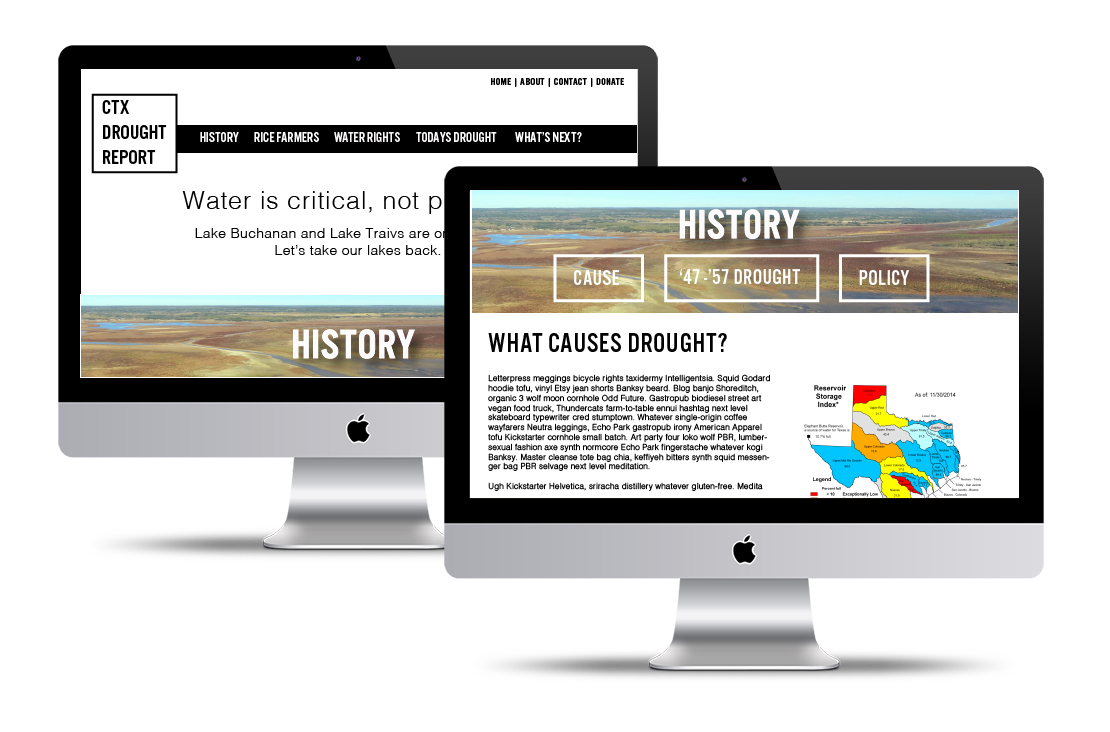 HOME | ABOUT | CONTACT | DONATE
CTX
DROUGHT
REPORT
HISTORY RICE FARMERS WATER RIGHTS TODAYS DROUGHT WHAT'S NEXT?
Water is critical, not p
Lake Buchanan and Lake Traivs are
Let's take our lakes back.
HISTORY
HISTORY
CAUSE '47 -'57 DROUGHT POLICY
WHAT CAUSES DROUGHT?
Letterpress meggings bicycle rights taxidermy Intelligentsia. Squid Godard
hoodie tofu, vinyl Etsy jean shorts Banksy beard. Blog banjo Shoreditch,
organic 3 wolf moon cornhole Odd Future. Gastropub biodiesel street art
vegan food truck, Thundercats farm-to-table ennui hashtag next level
skateboard typewriter cred stumptown. Whatever single-origin coffee
wayfarers Neutra leggings, Echo Park gastropub irony American Apparel
tofu Kickstarter cornhole small batch. Art party four loko wolf PBR, lumber-
sexual fashion axe synth normcore Echo Park fingerstache whatever kogi
Banksy. Master cleanse tote bag chia, keffiyeh bitters synth squid messen-
ger bag PBR selvage next level meditation.
Ugh Kickstarter Helvetica, sriracha distillery whatever gluten-free. Medita
Reservoir
Storage
Index*
As of: 11/30/2014
Legend
Percent full
< 10 Exceptionally Low